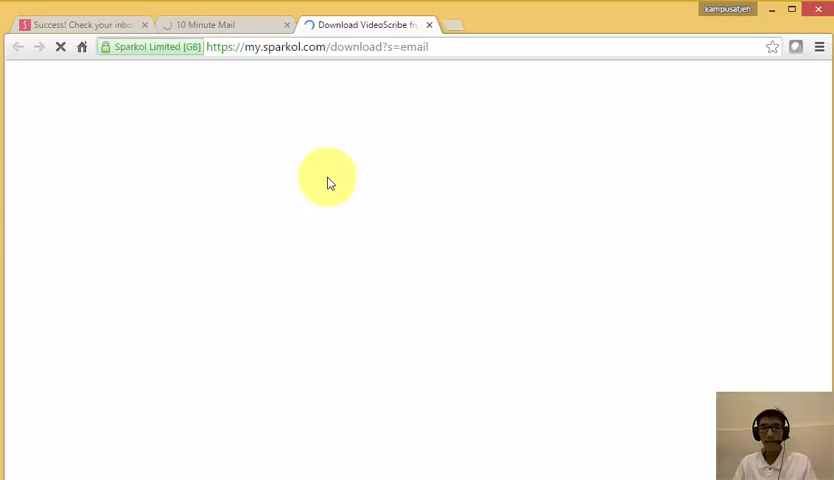 kampusatjeh
Success! Check your inbo
10 Minute Mail
Download VideoScribe fr
Sparkol Limited [GB]
https://my.sparkol.com/download?s=email